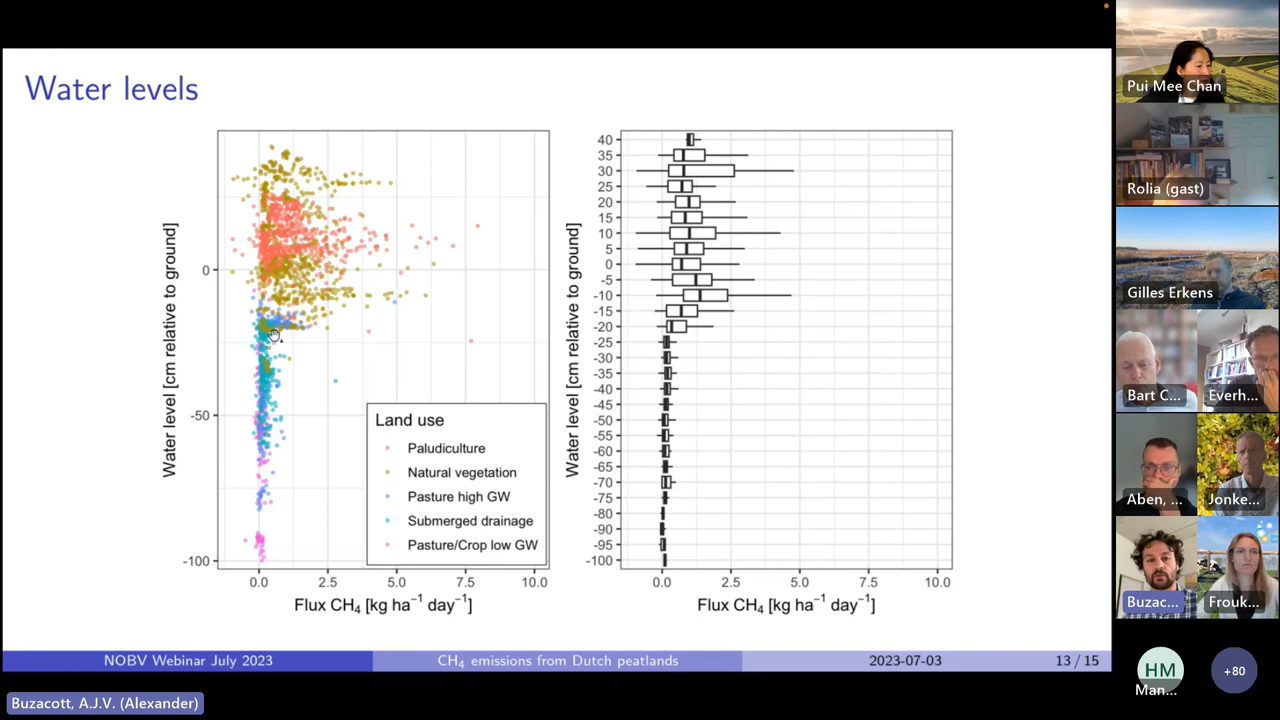 Water levels
Water level [cm relative to ground]
0
-50
-100
0.0 2.5 5.0 7.5 10.0
Flux CH₄ [kg ha⁻¹ day⁻¹]
Land use
Paludiculture
Natural vegetation
Pasture high GW
Submerged drainage
Pasture/Crop low GW
Water level [cm relative to ground]
40
35
30
25
20
15
10
5
0
-5
-10
-15
-20
-25
-30
-35
-40
-45
-50
-55
-60
-65
-70
-75
-80
-90
-95
-100
0.0 2.5 5.0 7.5 10.0
Flux CH₄ [kg ha⁻¹ day⁻¹]
NOBV Webinar July 2023
CH₄ emissions from Dutch peatlands
2023-07-03
13 / 15
Buzacott, A.J.V. (Alexander)
Pui Mee Chan
Rolia (gast)
Gilles Erkens
Bart C...
Everh...
Aben, ...
Jonke...
Buzac...
Frouk...
HM
Man...
+80